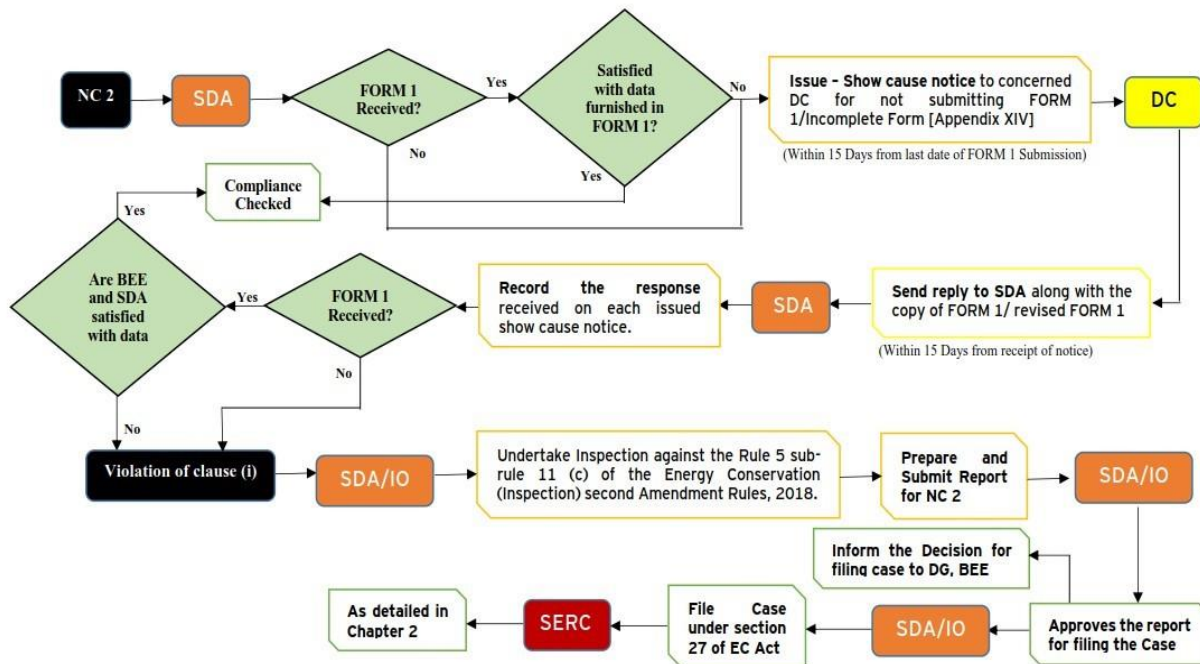 NC 2
SDA
FORM 1
Received?
Yes
Satisfied
with data
furnished in
FORM 1?
No
Issue - Show cause notice to concerned
DC for not submitting FORM
1/Incomplete Form [Appendix XIV]
(Within 15 Days from last date of FORM 1 Submission)
DC
No
Yes
Compliance
Checked
Yes
Are BEE
and SDA
satisfied
with data
Yes
FORM 1
Received?
Record the response
received on each issued
show cause notice.
SDA
Send reply to SDA along with the
copy of FORM 1/ revised FORM 1
(Within 15 Days from receipt of notice)
No
No
Violation of clause (i)
SDA/IO
Undertake Inspection against the Rule 5 sub-
rule 11 (c) of the Energy Conservation
(Inspection) second Amendment Rules, 2018.
Prepare and
Submit Report
for NC 2
SDA/IO
Inform the Decision for
filing case to DG, BEE
As detailed in
Chapter 2
SERC
File Case
under section
27 of EC Act
SDA/IO
Approves the report
for filing the Case